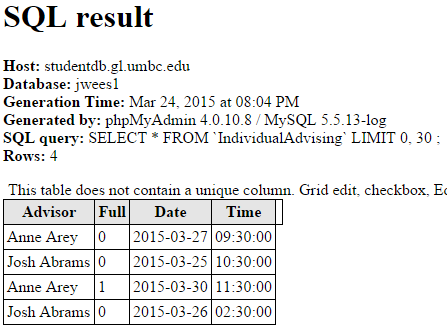 SQL result
Host: studentdb.gl.umbc.edu
Database: jwees1
Generation Time: Mar 24, 2015 at 08:04 PM
Generated by: phpMyAdmin 4.0.10.8 / MySQL 5.5.13-log
SQL query: SELECT * FROM `IndividualAdvising` LIMIT 0, 30 ;
Rows: 4
This table does not contain a unique column. Grid edit, checkbox, Ed
Advisor Full Date Time
Anne Arey 0 2015-03-27 09:30:00
Josh Abrams 0 2015-03-25 10:30:00
Anne Arey 1 2015-03-30 11:30:00
Josh Abrams 0 2015-03-26 02:30:00